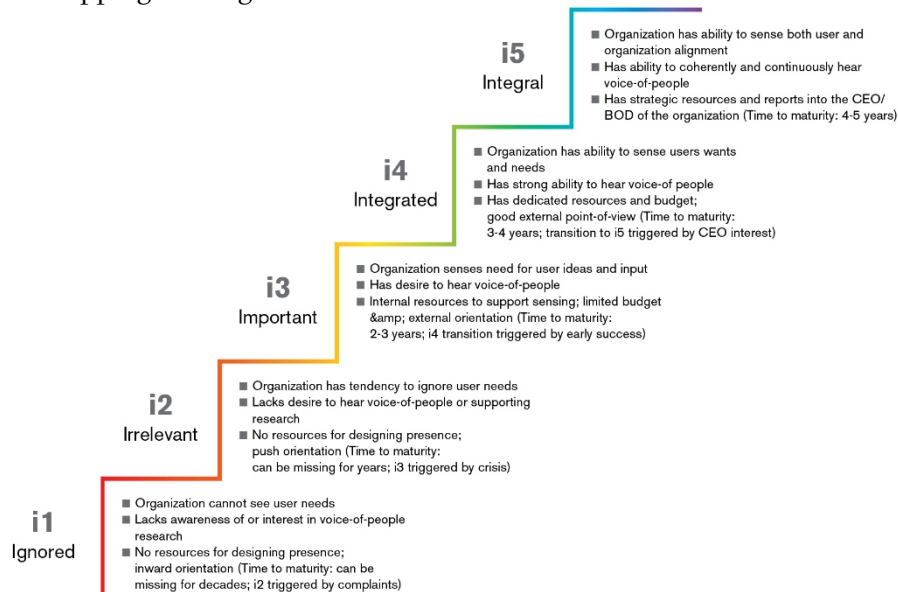 i5
Integral
■ Organization has ability to sense both user and
organization alignment
■ Has ability to coherently and continuously hear
voice-of-people
■ Has strategic resources and reports into the CEO/
BOD of the organization (Time to maturity: 4-5 years)
i4
Integrated
■ Organization has ability to sense users wants
and needs
■ Has strong ability to hear voice-of people
■ Has dedicated resources and budget;
good external point-of-view (Time to maturity:
3-4 years; transition to i5 triggered by CEO interest)
i3
Important
■ Organization senses need for user ideas and input
■ Has desire to hear voice-of-people
■ Internal resources to support sensing; limited budget
&amp; external orientation (Time to maturity:
2-3 years; i4 transition triggered by early success)
i2
Irrelevant
■ Organization has tendency to ignore user needs
■ Lacks desire to hear voice-of-people or supporting
research
■ No resources for designing presence;
push orientation (Time to maturity:
can be missing for years; i3 triggered by crisis)
i1
Ignored
■ Organization cannot see user needs
■ Lacks awareness of or interest in voice-of-people
research
■ No resources for designing presence;
inward orientation (Time to maturity: can be
missing for decades; i2 triggered by complaints)